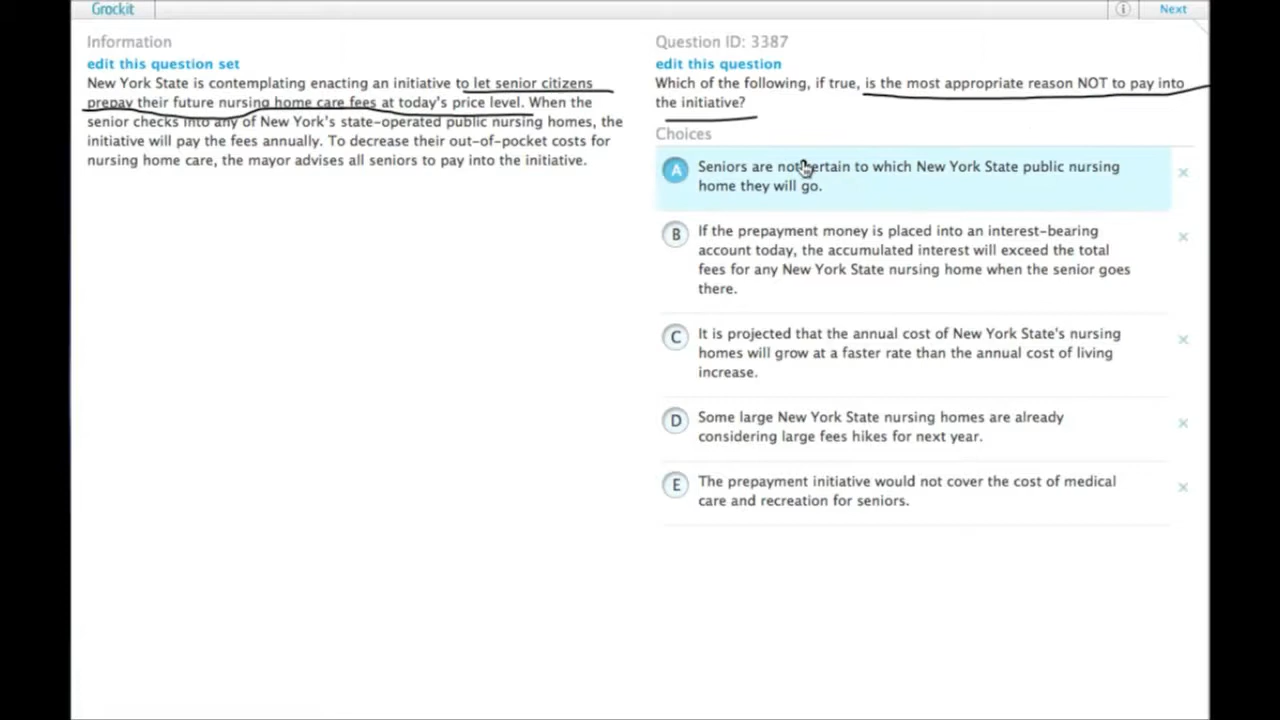 Grockit
Next
Information
edit this question set
New York State is contemplating enacting an initiative to let senior citizens
prepay their future nursing home care fees at today's price level. When the
senior checks into any of New York's state-operated public nursing homes, the
initiative will pay the fees annually. To decrease their out-of-pocket costs for
nursing home care, the mayor advises all seniors to pay into the initiative.
Question ID: 3387
edit this question
Which of the following, if true, is the most appropriate reason NOT to pay into
the initiative?
Choices
A Seniors are not certain to which New York State public nursing
home they will go.
B If the prepayment money is placed into an interest-bearing
account today, the accumulated interest will exceed the total
fees for any New York State nursing home when the senior goes
there.
C It is projected that the annual cost of New York State's nursing
homes will grow at a faster rate than the annual cost of living
increase.
D Some large New York State nursing homes are already
considering large fees hikes for next year.
E The prepayment initiative would not cover the cost of medical
care and recreation for seniors.